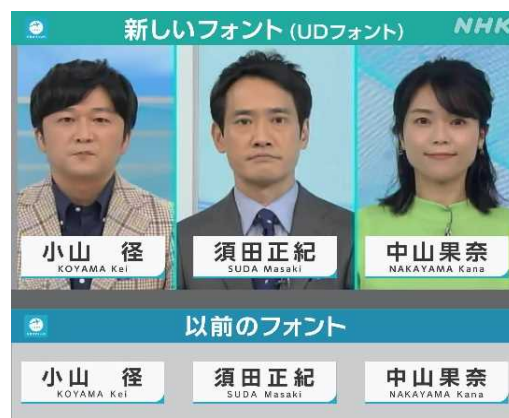 新しいフォント (UDフォント)
NHK
小山　径
KOYAMA Kei
須田正紀
SUDA Masaki
中山果奈
NAKAYAMA Kana
以前のフォント
小山　径
KOYAMA Kei
須田正紀
SUDA Masaki
中山果奈
NAKAYAMA Kana